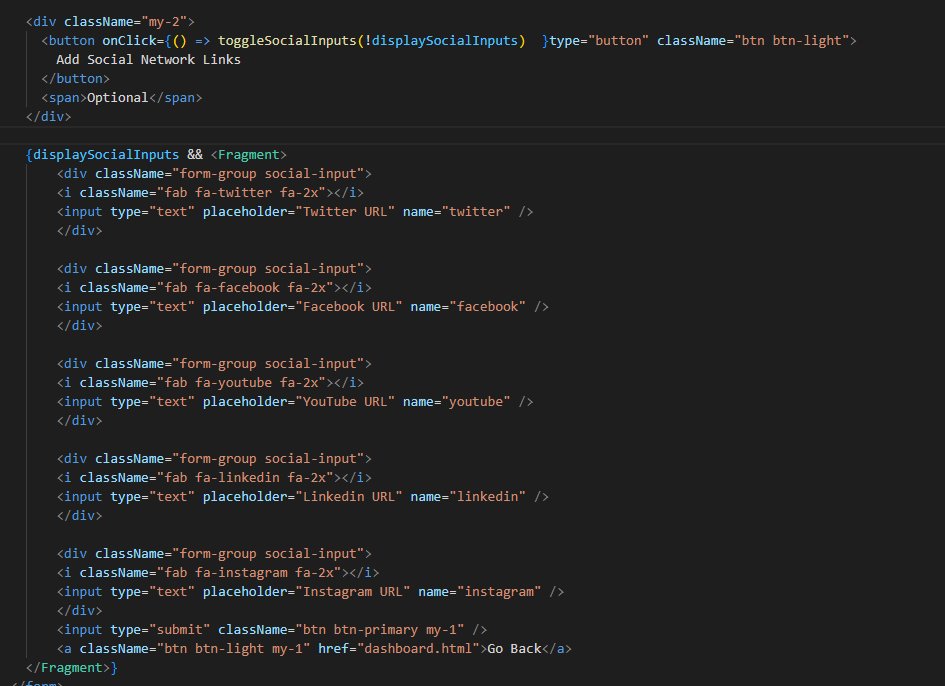 <div className="my-2">
<button onClick={() => toggleSocialInputs(!displaySocialInputs)  }type="button" className="btn btn-light">
Add Social Network Links
</button>
<span>Optional</span>
</div>
{displaySocialInputs && <Fragment>
<div className="form-group social-input">
<i className="fab fa-twitter fa-2x"></i>
<input type="text" placeholder="Twitter URL" name="twitter" />
</div>
<div className="form-group social-input">
<i className="fab fa-facebook fa-2x"></i>
<input type="text" placeholder="Facebook URL" name="facebook" />
</div>
<div className="form-group social-input">
<i className="fab fa-youtube fa-2x"></i>
<input type="text" placeholder="YouTube URL" name="youtube" />
</div>
<div className="form-group social-input">
<i className="fab fa-linkedin fa-2x"></i>
<input type="text" placeholder="Linkedin URL" name="linkedin" />
</div>
<div className="form-group social-input">
<i className="fab fa-instagram fa-2x"></i>
<input type="text" placeholder="Instagram URL" name="instagram" />
</div>
<input type="submit" className="btn btn-primary my-1" />
<a className="btn btn-light my-1" href="dashboard.html">Go Back</a>
</Fragment>}
</form>